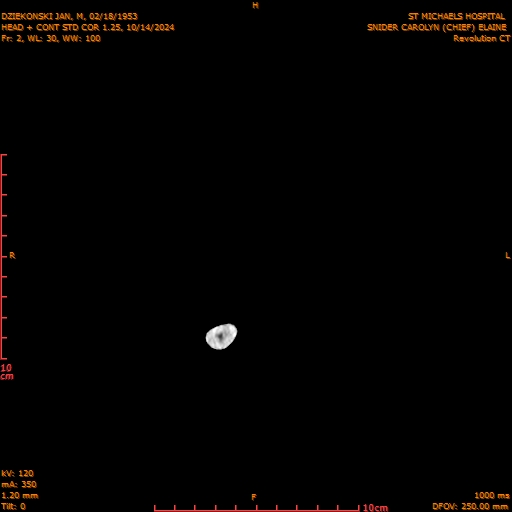 H
DZIEKONSKI JAN, M, 02/18/1953
ST MICHAELS HOSPITAL
HEAD + CONT STD COR 1.25, 10/14/2024
SNIDER CAROLYN (CHIEF) ELAINE
Fr: 2, WL: 30, WW: 100
Revolution CT
R
L
10
cm
kV: 120
mA: 350
1.20 mm
F
1000 ms
Tilt: 0
10cm
DFOV: 250.00 mm